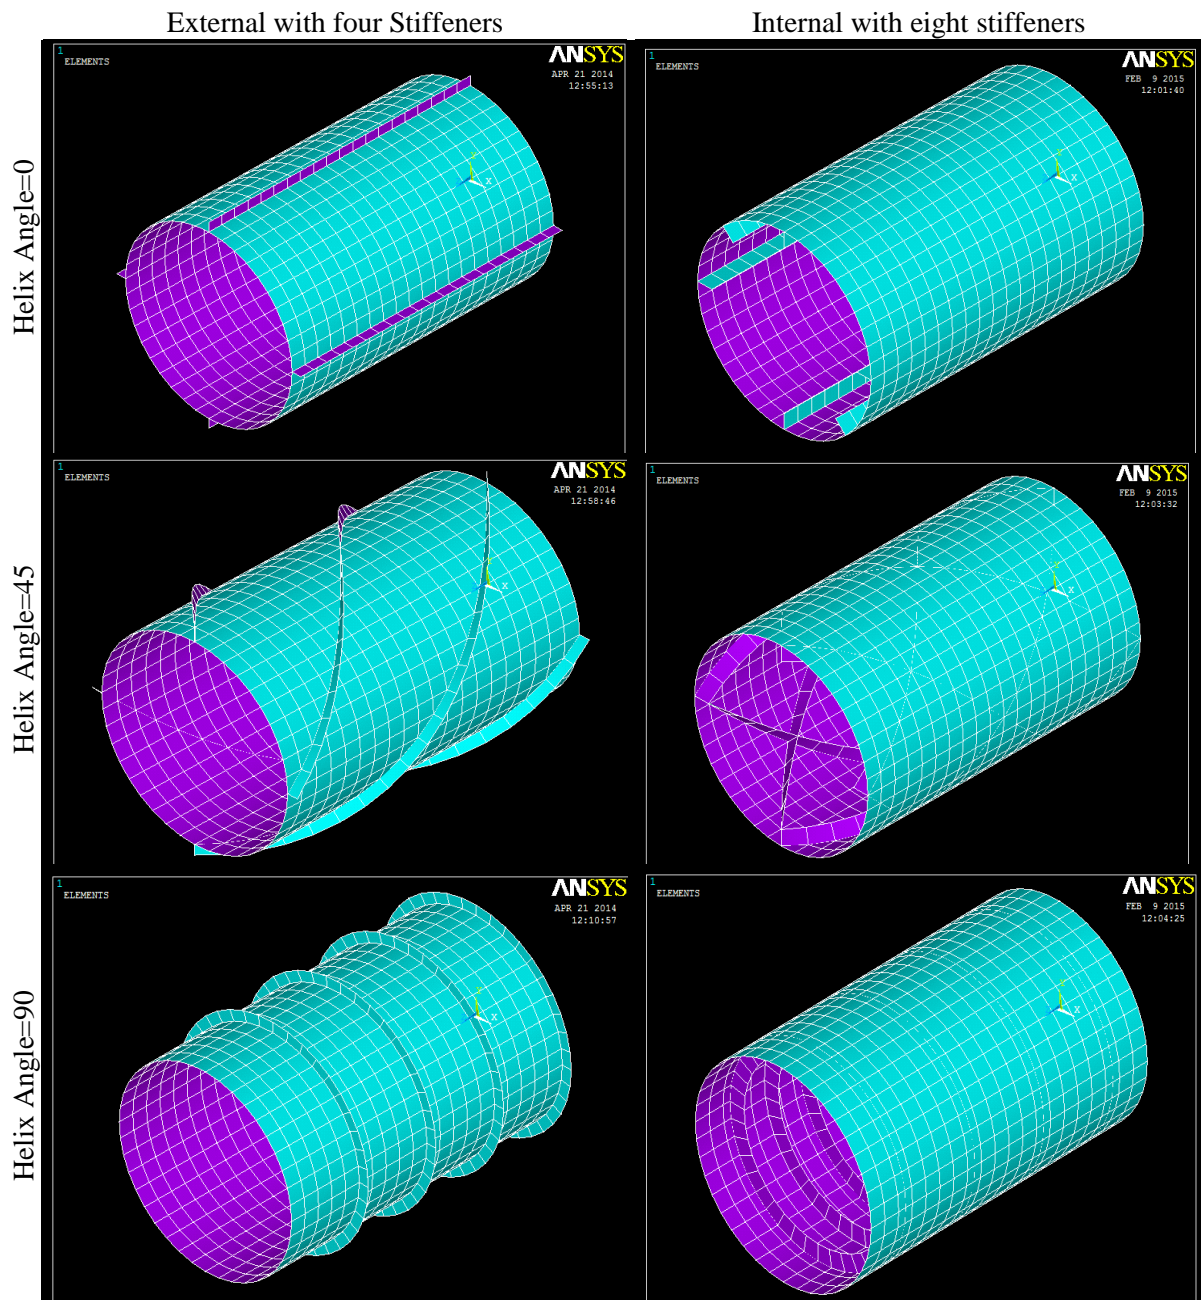 External with four Stiffeners
Internal with eight stiffeners
Helix Angle=0
1
ELEMENTS
ANSYS
APR 21 2014
12:55:13
Y
X
1
ELEMENTS
ANSYS
FEB 9 2015
12:01:40
Y
X
Helix Angle=45
1
ELEMENTS
ANSYS
APR 21 2014
12:58:46
Y
X
1
ELEMENTS
ANSYS
FEB 9 2015
12:03:32
Y
X
Helix Angle=90
1
ELEMENTS
ANSYS
APR 21 2014
12:10:57
Y
X
1
ELEMENTS
ANSYS
FEB 9 2015
12:04:25
Y
X